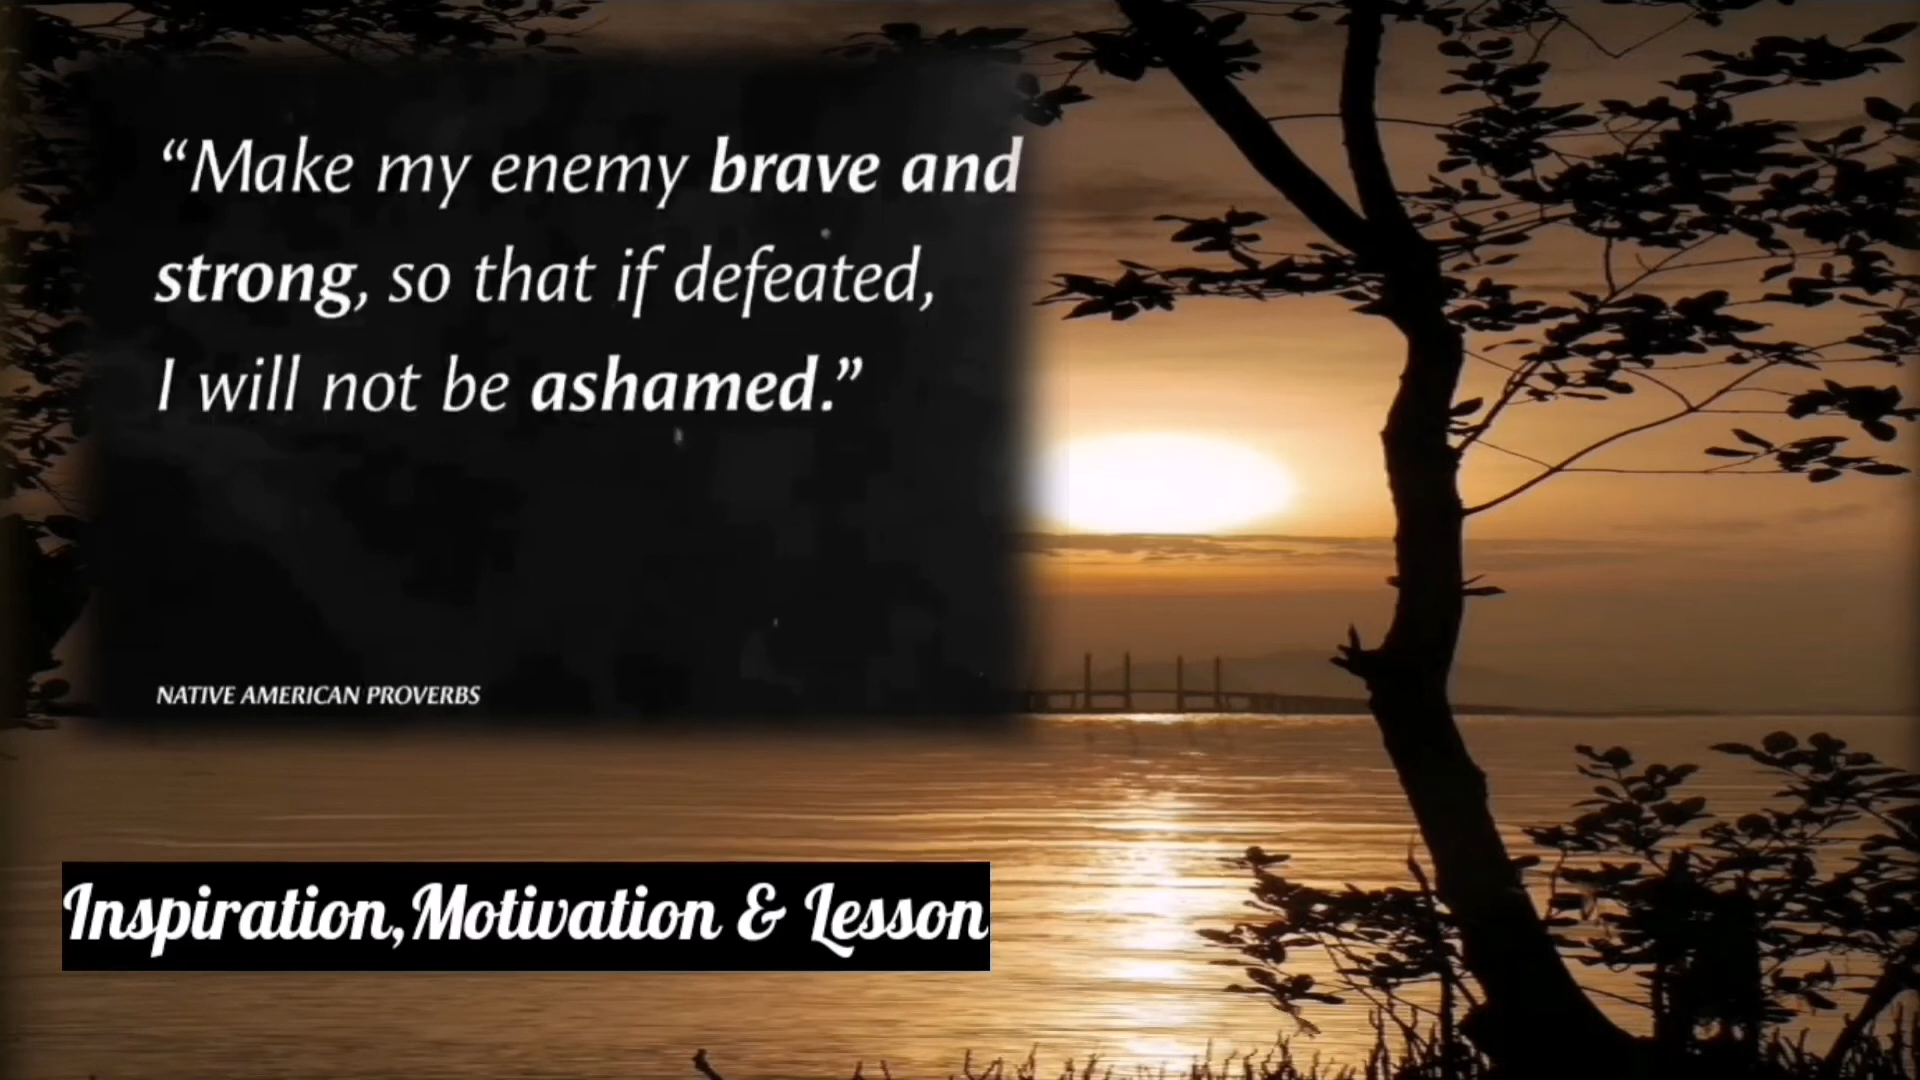 “Make my enemy brave and
strong, so that if defeated,
I will not be ashamed.”
NATIVE AMERICAN PROVERBS
Inspiration,Motivation & Lesson